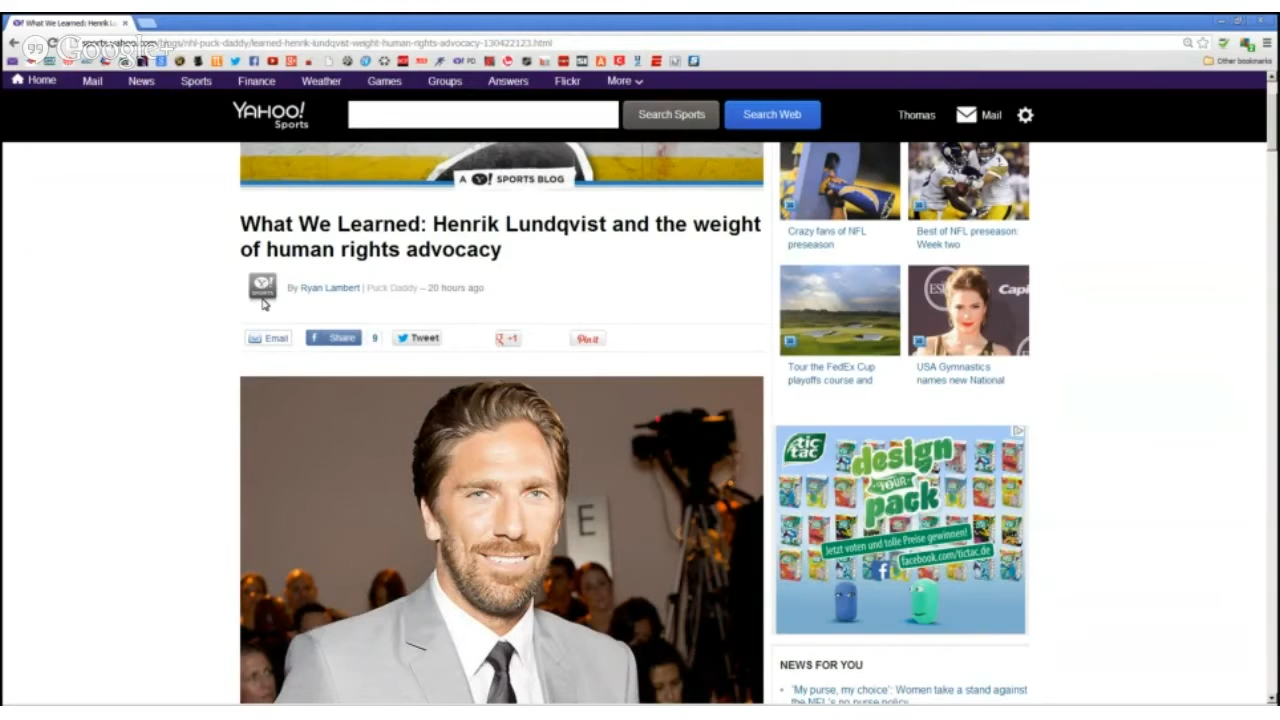 What We Learned: Henrik Lu
sports.yahoo.com/blogs/nhl-puck-daddy/learned-henrik-lundqvist-weight-human-rights-advocacy-130422123.html
Google+
Other bookmarks
Home Mail News Sports Finance Weather Games Groups Answers Flickr More
YAHOO! Sports
Search Sports
Search Web
Thomas
Mail
A Y! SPORTS BLOG
What We Learned: Henrik Lundqvist and the weight
of human rights advocacy
By Ryan Lambert | Puck Daddy – 20 hours ago
Email
Share
9
Tweet
+1
Pin it
E
Crazy fans of NFL
preseason
Best of NFL preseason:
Week two
Tour the FedEx Cup
playoffs course and
USA Gymnastics
names new National
tic
tac
design
YOUR
pack
Jetzt voten und tolle Preise gewinnen!
facebook.com/tictac.de
NEWS FOR YOU
'My purse, my choice': Women take a stand against
the NFL's no purse policy